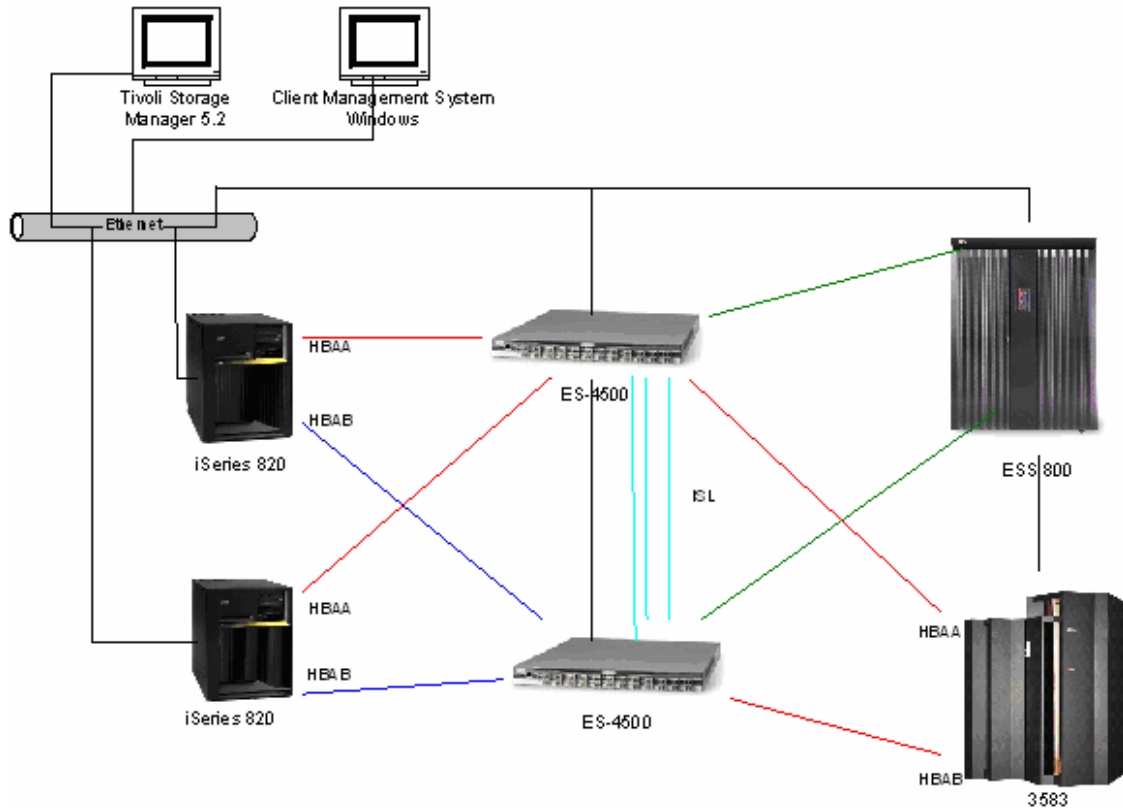 Tivoli Storage
Manager 5.2
Client Management System
Windows
Ethernet
HBAA
HBAB
iSeries 820
ES-4500
ESS 800
ISL
HBAA
HBAB
iSeries 820
ES-4500
HBAA
HBAB
3583